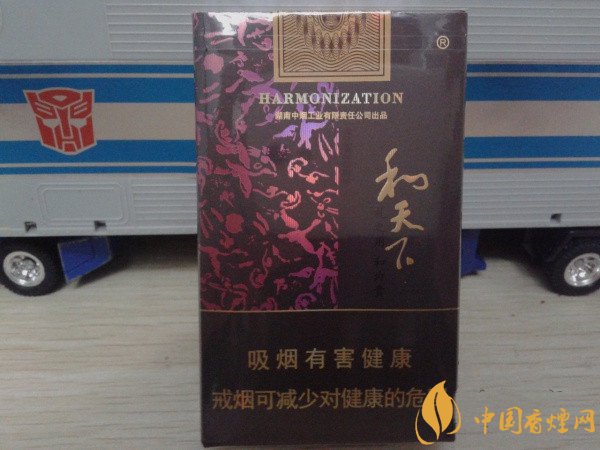 ®
HARMONIZATION
湖南中烟工业有限责任公司出品
和天下
吸烟有害健康
戒烟可减少对健康的危
中国香烟网